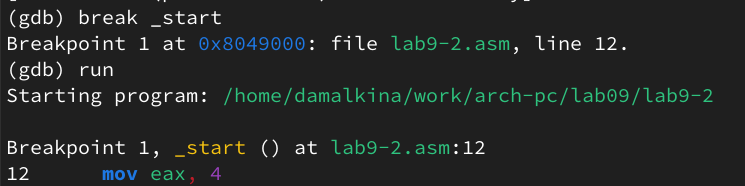 (gdb) break _start
Breakpoint 1 at 0x8049000: file lab9-2.asm, line 12.
(gdb) run
Starting program: /home/damalkina/work/arch-pc/lab09/lab9-2
Breakpoint 1, _start () at lab9-2.asm:12
12 mov eax, 4